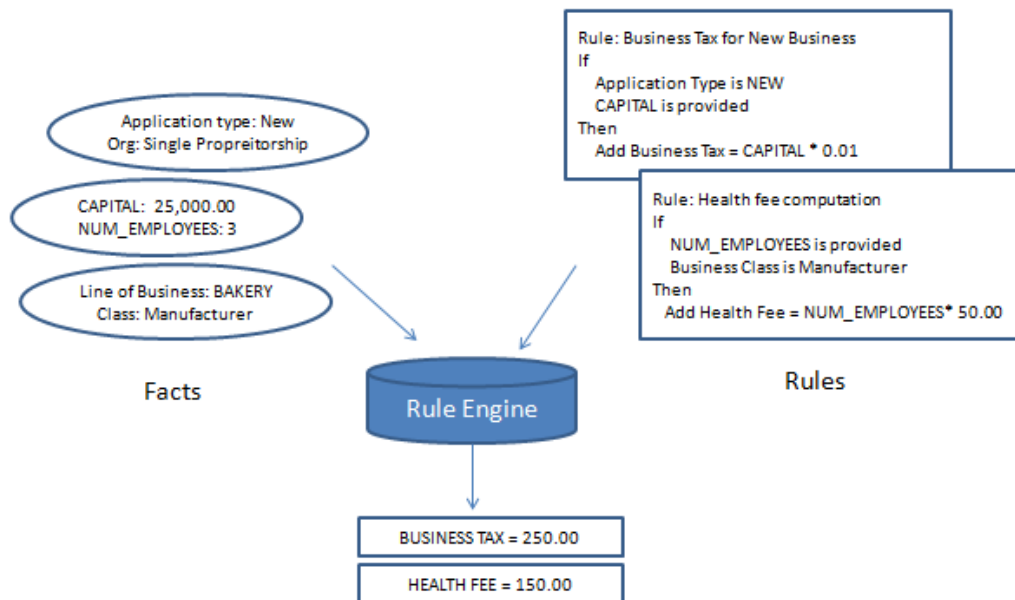 Application type: New
Org: Single Propreitorship
CAPITAL:  25,000.00
NUM_EMPLOYEES: 3
Line of Business: BAKERY
Class: Manufacturer
Facts
Rule: Business Tax for New Business
If
Application Type is NEW
CAPITAL is provided
Then
Add Business Tax = CAPITAL * 0.01
Rule: Health fee computation
If
NUM_EMPLOYEES is provided
Business Class is Manufacturer
Then
Add Health Fee = NUM_EMPLOYEES* 50.00
Rules
Rule Engine
BUSINESS TAX = 250.00
HEALTH FEE = 150.00